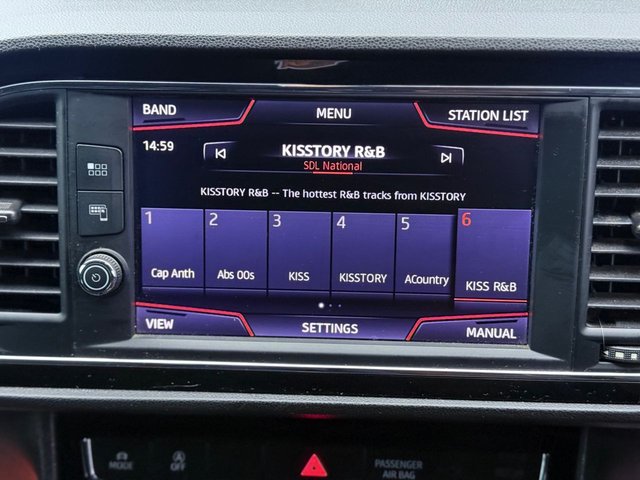 BAND
MENU
STATION LIST
14:59
KISSTORY R&B
SDL National
KISSTORY R&B -- The hottest R&B tracks from KISSTORY
1
2
3
4
5
6
Cap Anth
Abs 00s
KISS
KISSTORY
ACountry
KISS R&B
VIEW
SETTINGS
MANUAL
MODE
OFF
PASSENGER
AIR BAG